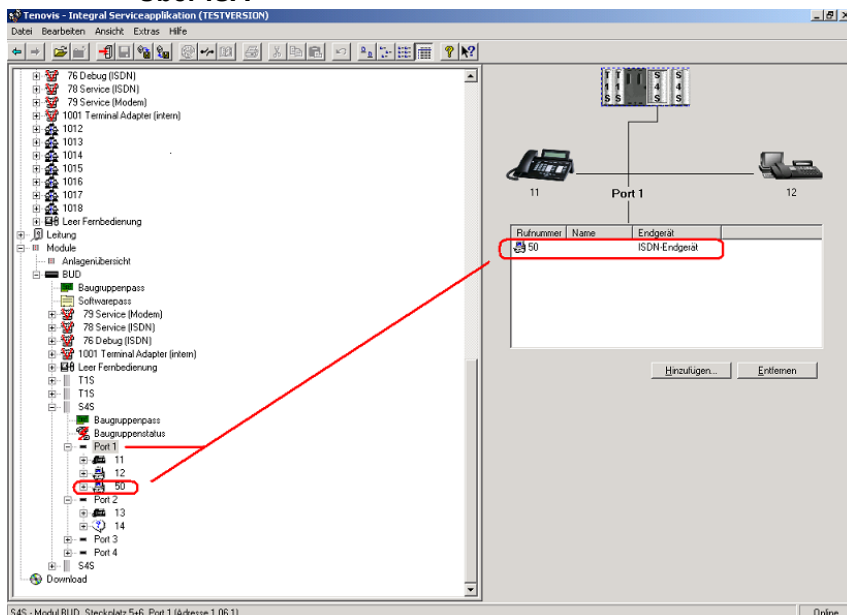 Tenovis - Integral Serviceapplikation (TESTVERSION)
Datei Bearbeiten Ansicht Extras Hilfe
76 Debug (ISDN)
78 Service (ISDN)
79 Service (Modem)
1001 Terminal Adapter (intern)
1012
1013
1014
1015
1016
1017
1018
Leer Fernbedienung
Leitung
Module
Anlagenübersicht
BUD
Baugruppenpass
Softwarepass
79 Service (Modem)
78 Service (ISDN)
76 Debug (ISDN)
1001 Terminal Adapter (intern)
Leer Fernbedienung
T1S
T1S
S4S
Baugruppenpass
Baugruppenstatus
Port 1
11
12
50
Port 2
13
14
Port 3
Port 4
S4S
Download
T1S T1S S4S S4S
11 Port 1 12
Rufnummer Name Endgerät
50 ISDN-Endgerät
Hinzufügen... Entfernen
S4S - Modul BUD, Steckplatz 5+6, Port 1 (Adresse 1.06.1) Online